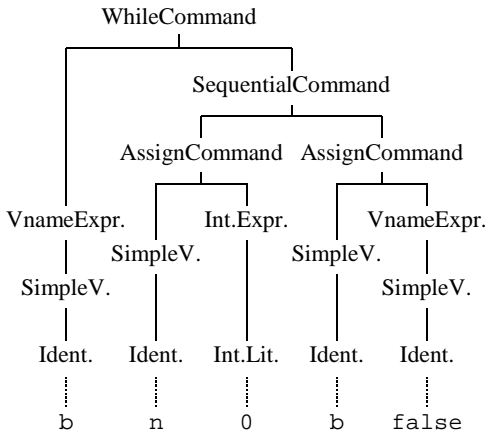 WhileCommand
SequentialCommand
AssignCommand AssignCommand
VnameExpr. Int.Expr. VnameExpr.
SimpleV. SimpleV.
SimpleV. SimpleV.
Ident. Ident. Int.Lit. Ident. Ident.
b n 0 b false